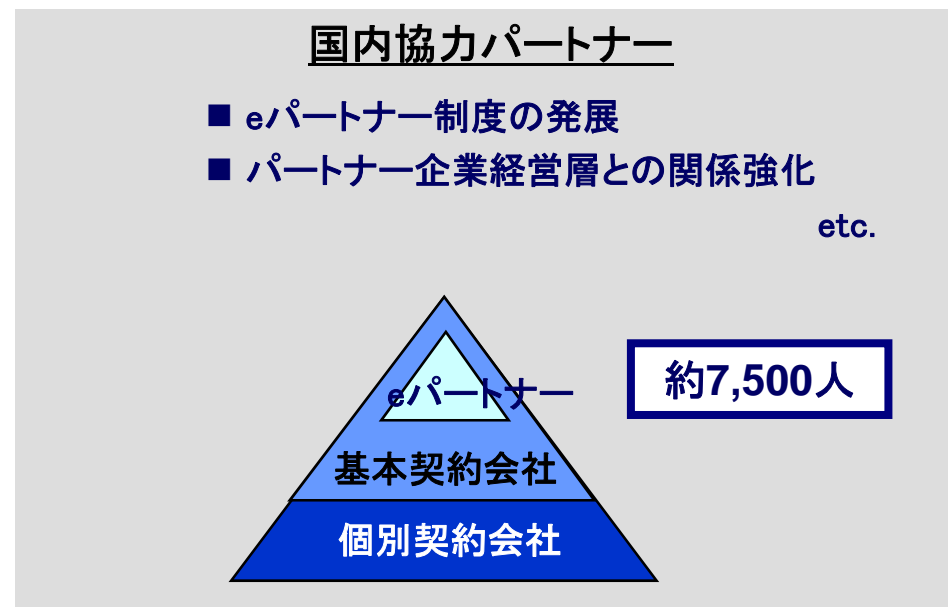 国内協力パートナー
■ eパートナー制度の発展
■ パートナー企業経営層との関係強化
etc.
eパートナー
約7,500人
基本契約会社
個別契約会社